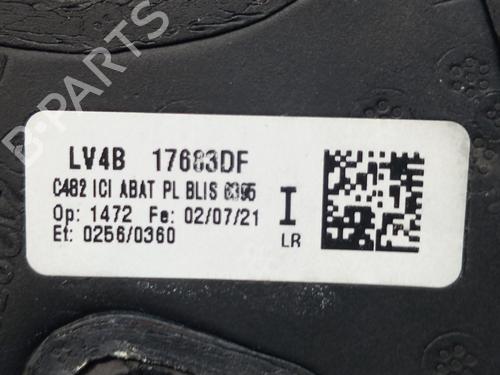 B-PARTS
LV4B 17683DF
C482 ICI ABAT PL BLIS 6395
Op: 1472 Fe: 02/07/21
Et: 0256/0360
I
LR